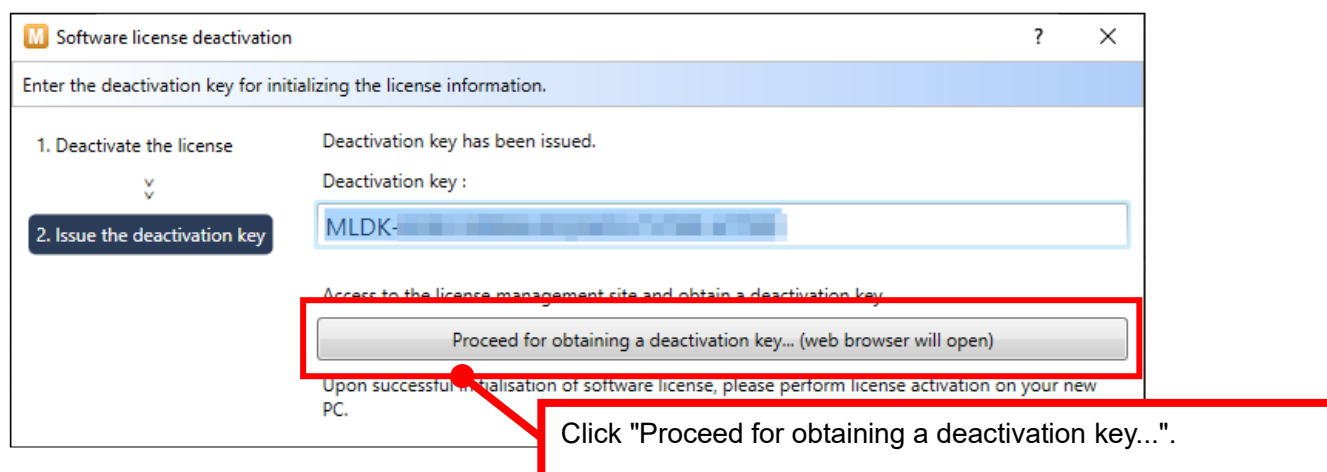 M Software license deactivation ? ×
Enter the deactivation key for initializing the license information.
1. Deactivate the license
2. Issue the deactivation key
Deactivation key has been issued.
Deactivation key :
MLDK-
Access to the license management site and obtain a deactivation key
Proceed for obtaining a deactivation key... (web browser will open)
Upon successful initialisation of software license, please perform license activation on your new
PC.
Click "Proceed for obtaining a deactivation key...".